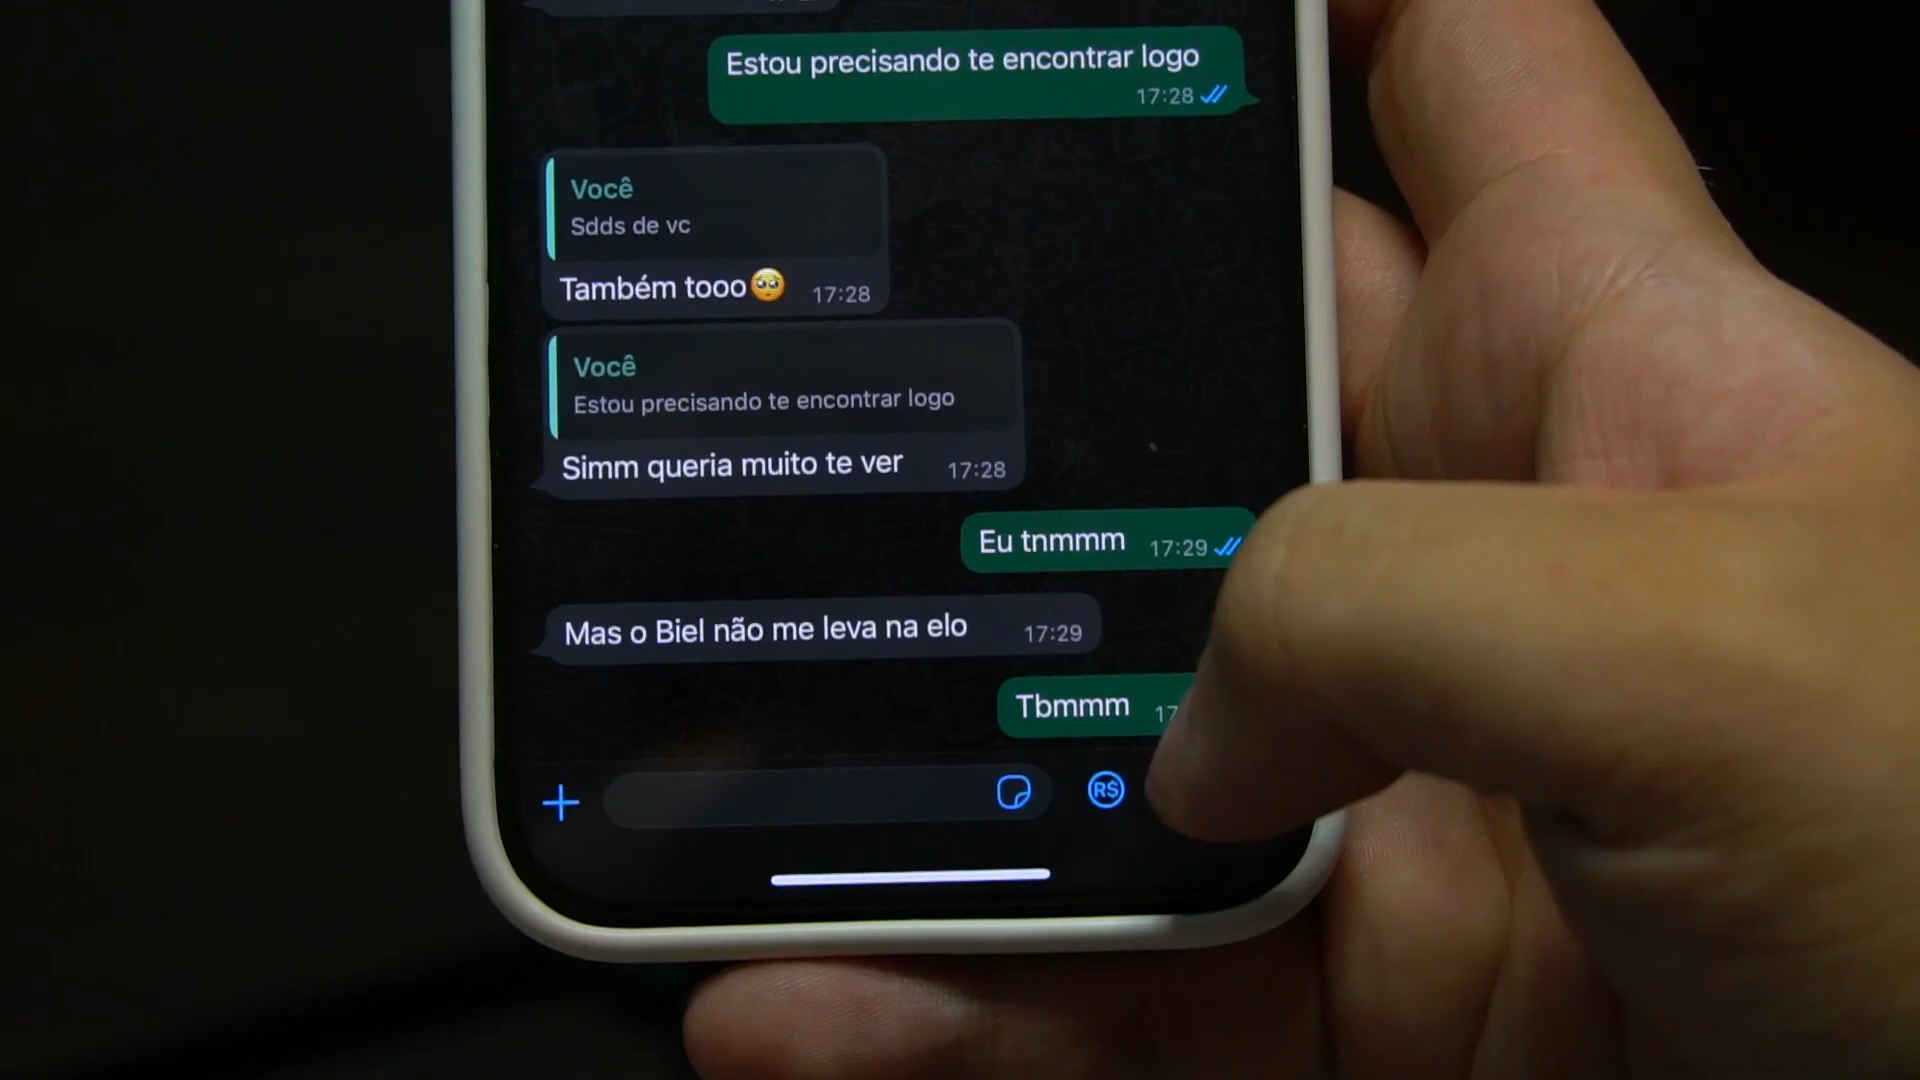 Estou precisando te encontrar logo
17:28
Você
Sdds de vc
Também tooo🥺 17:28
Você
Estou precisando te encontrar logo
Simm queria muito te ver 17:28
Eu tnmmm 17:29
Mas o Biel não me leva na elo 17:29
Tbmmm
R$